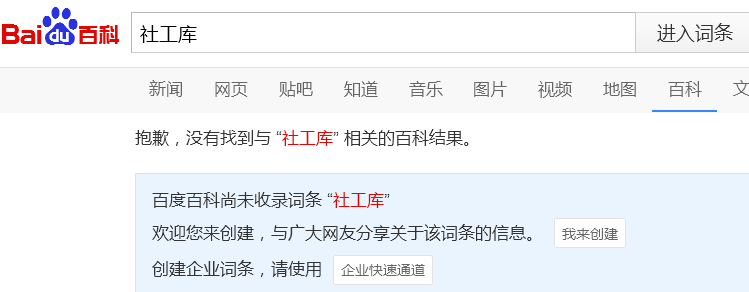 Bai du 百科 社工库 进入词条
新闻 网页 贴吧 知道 音乐 图片 视频 地图 百科 文
抱歉，没有找到与 “社工库” 相关的百科结果。
百度百科尚未收录词条 “社工库”
欢迎您来创建，与广大网友分享关于该词条的信息。 我来创建
创建企业词条，请使用 企业快速通道